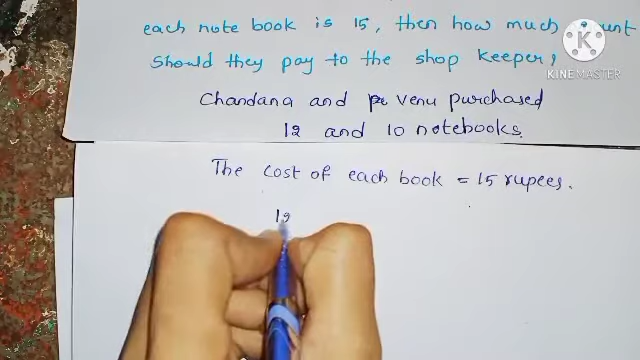 each note book is 15, then how much
should they pay to the shop keeper?
KINEMASTER
Chandana and Venu purchased
12 and 10 notebooks.
The cost of each book = 15 rupees.
12